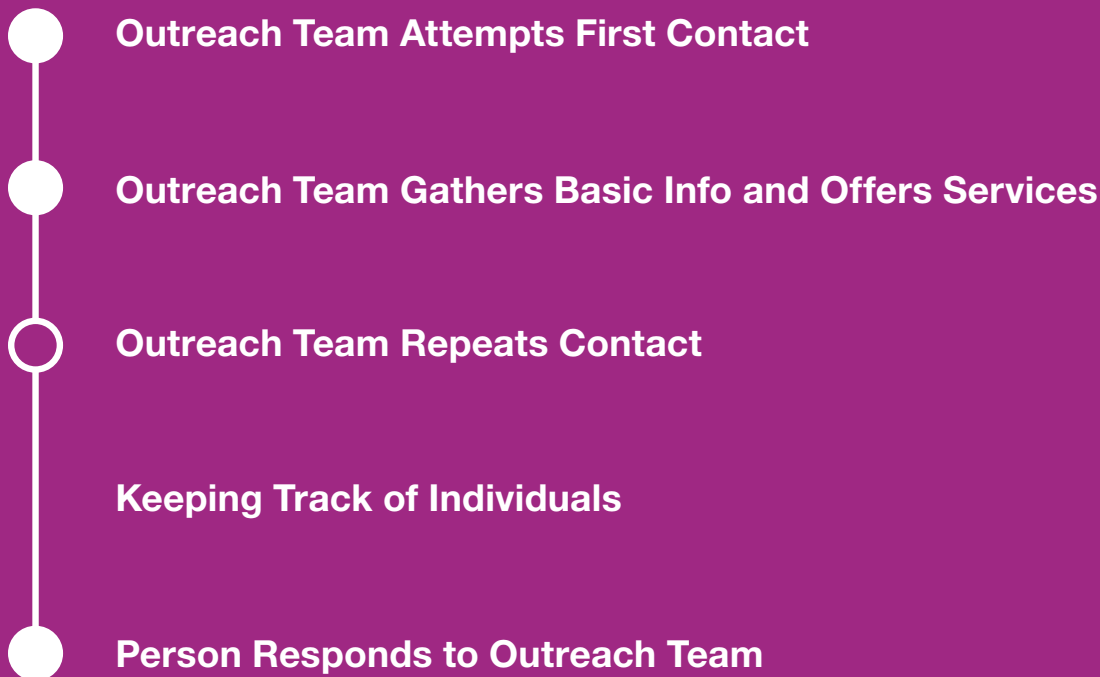 Outreach Team Attempts First Contact
Outreach Team Gathers Basic Info and Offers Services
Outreach Team Repeats Contact
Keeping Track of Individuals
Person Responds to Outreach Team